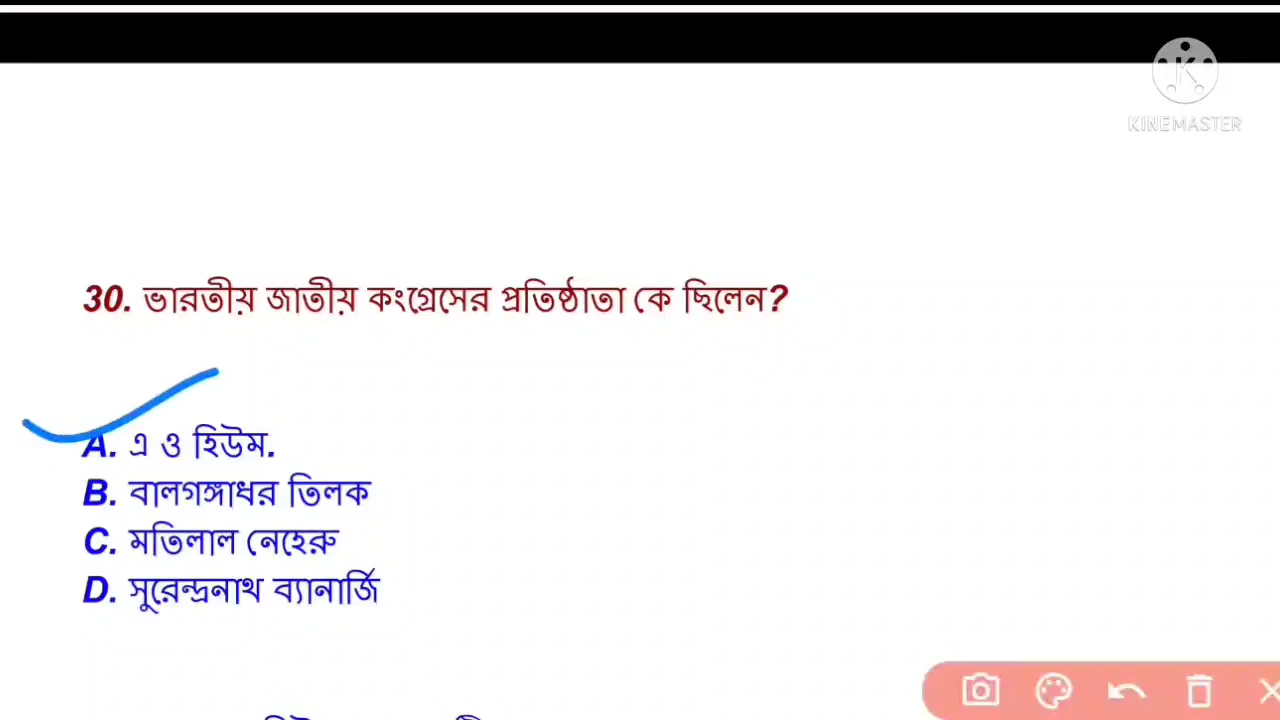 KINEMASTER
30. ভারতীয় জাতীয় কংগ্রেসের প্রতিষ্ঠাতা কে ছিলেন?
A. এ ও হিউম.
B. বালগঙ্গাধর তিলক
C. মতিলাল নেহেরু
D. সুরেন্দ্রনাথ ব্যানার্জি